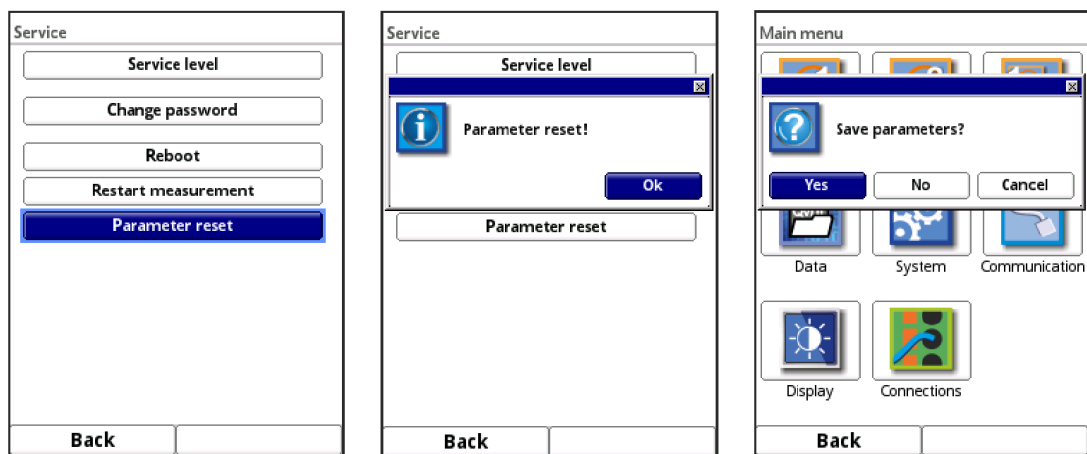 Service
Service level
Change password
Reboot
Restart measurement
Parameter reset
Back
Service
Service level
Parameter reset!
Ok
Parameter reset
Back
Main menu
Save parameters?
Yes No Cancel
Data System Communication
Display Connections
Back